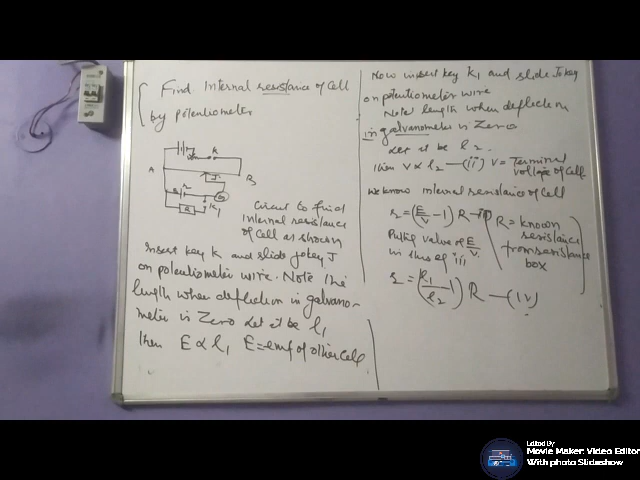 Find Internal resistance of Cell
by potentiometer
K
A
B
J
G
R
K1
Circuit to find
internal resistance
of Cell as shown
Insert key K and slide jokey J
on potentiometer wire. Note the
length when deflection in galvano-
meter is Zero Let it be l1
then E ∝ l1 E = emf of other Cell
Now insert key K1 and slide Jokey
on potentiometer wire
Note length when deflection
in galvanometer is Zero
Let it be l2.
then V ∝ l2 —(ii) V = Terminal
voltage of Cell
We know internal resistance of Cell
r = (E/V - 1) R —iii
R = known
resistance
from resistance
box
Putting value of E/V
in this eq iii
r = (l1/l2 - 1) R —(iv)
Edited By
Movie Maker: Video Editor
With photo Slideshow